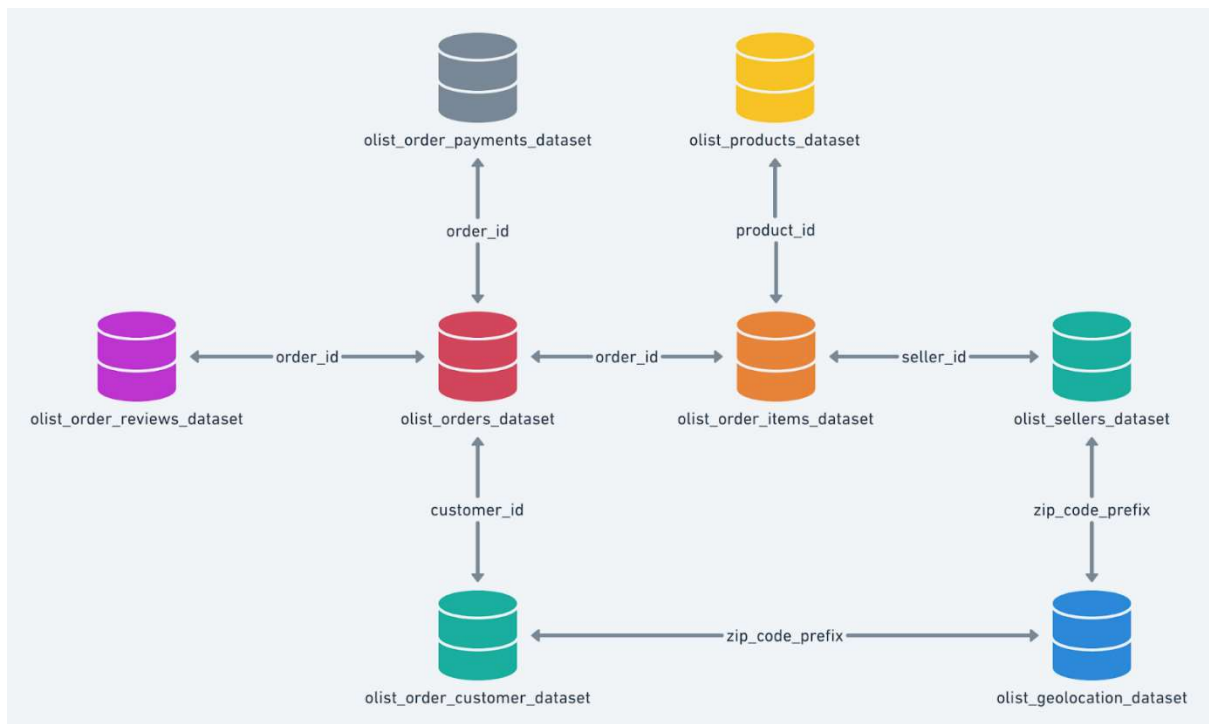 olist_order_payments_dataset
olist_products_dataset
order_id
product_id
order_id
order_id
seller_id
olist_order_reviews_dataset
olist_orders_dataset
olist_order_items_dataset
olist_sellers_dataset
customer_id
zip_code_prefix
zip_code_prefix
olist_order_customer_dataset
olist_geolocation_dataset